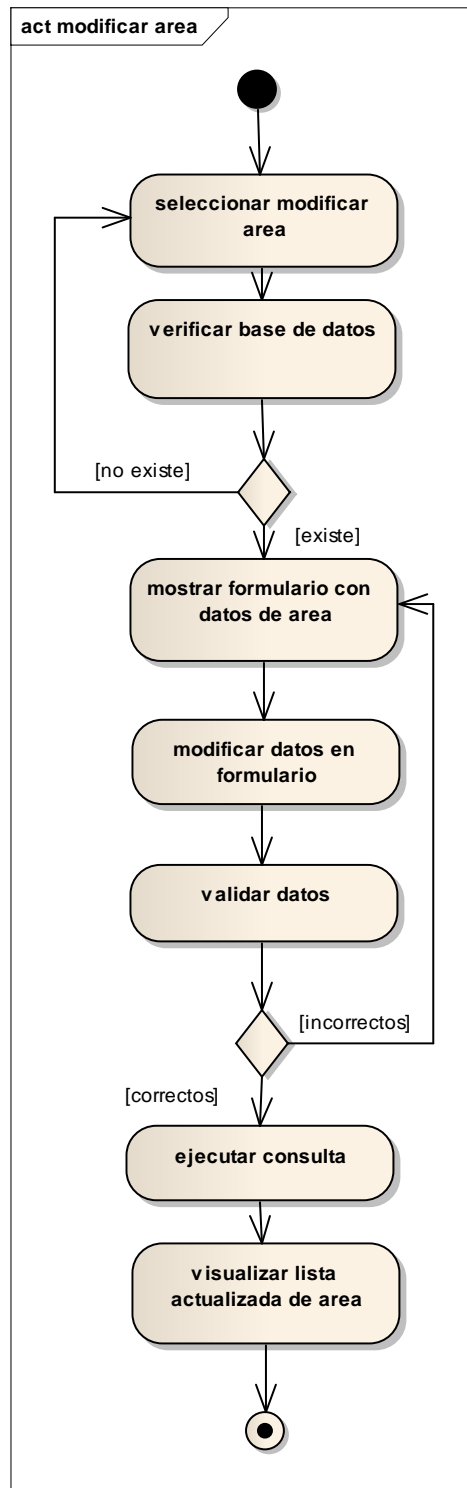 act modificar area
seleccionar modificar
area
verificar base de datos
[no existe]
[existe]
mostrar formulario con
datos de area
modificar datos en
formulario
validar datos
[incorrectos]
[correctos]
ejecutar consulta
visualizar lista
actualizada de area